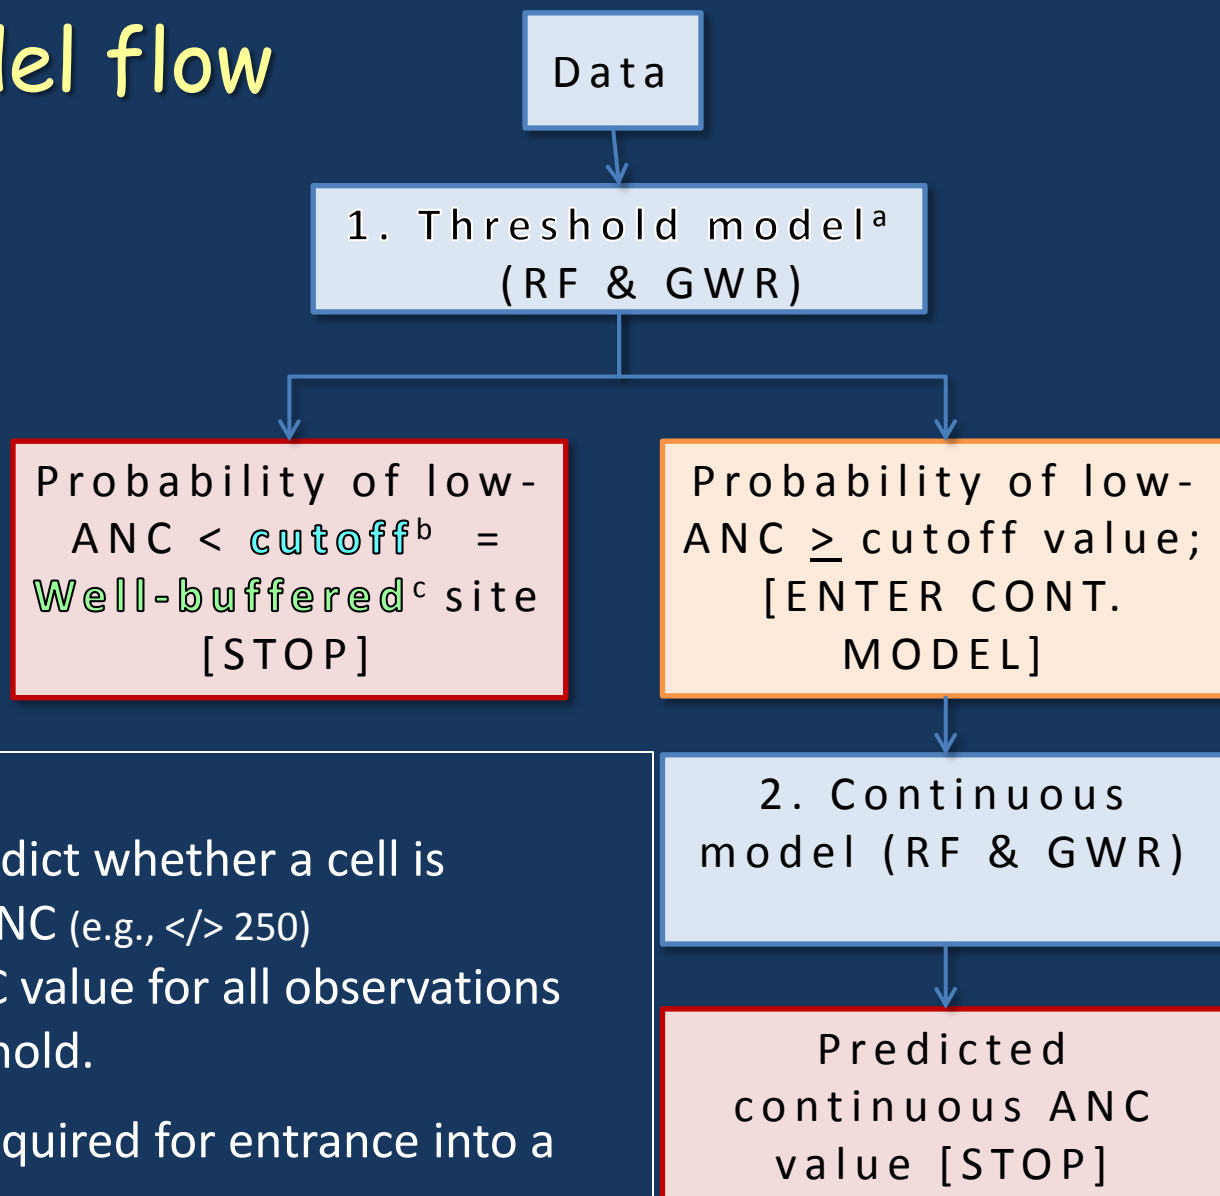 del flow
Data
1. Threshold modelᵃ
(RF & GWR)
Probability of low-
ANC < cutoffᵇ =
Well-bufferedᶜ site
[STOP]
Probability of low-
ANC ≥ cutoff value;
[ENTER CONT.
MODEL]
2. Continuous
model (RF & GWR)
Predicted
continuous ANC
value [STOP]
dict whether a cell is
NC (e.g., </> 250)
C value for all observations
hold.
quired for entrance into a